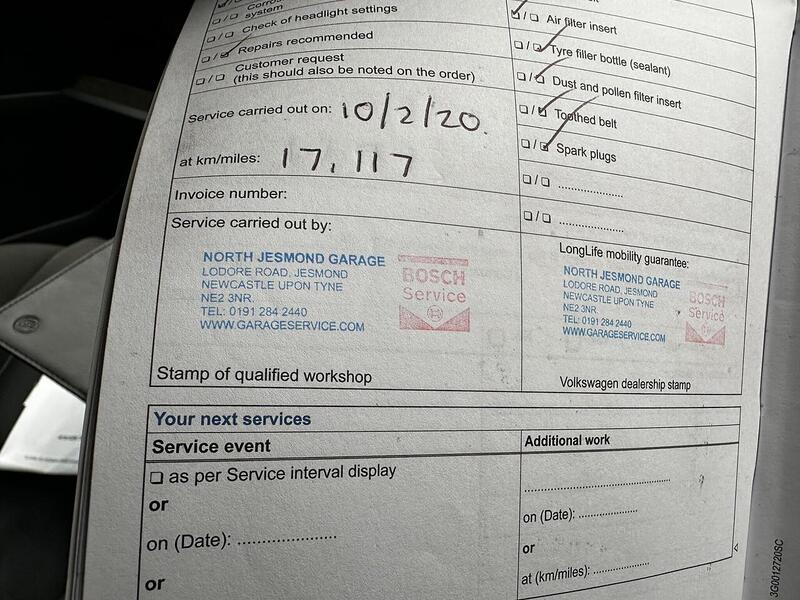 Corros
system
☐/☐ Check of headlight settings
☐/☑ Repairs recommended
☐/☐ Customer request
(this should also be noted on the order)
Service carried out on: 10/2/20.
at km/miles: 17,117
Invoice number:
Service carried out by:
NORTH JESMOND GARAGE
LODORE ROAD, JESMOND
NEWCASTLE UPON TYNE
NE2 3NR.
TEL: 0191 284 2440
WWW.GARAGESERVICE.COM
BOSCH
Service
Stamp of qualified workshop
☑/☐ Air filter insert
☐/☑ Tyre filler bottle (sealant)
☐/☑ Dust and pollen filter insert
☐/☑ Toothed belt
☐/☑ Spark plugs
☐/☐ ....................
☐/☐ ....................
LongLife mobility guarantee:
NORTH JESMOND GARAGE
LODORE ROAD, JESMOND
NEWCASTLE UPON TYNE
NE2 3NR.
TEL: 0191 284 2440
WWW.GARAGESERVICE.COM
BOSCH
Service
Volkswagen dealership stamp
Your next services
Service event
☐ as per Service interval display
or
on (Date): ....................
or
Additional work
........................................
on (Date): ................
or
at (km/miles): ...............
3G0012720SC